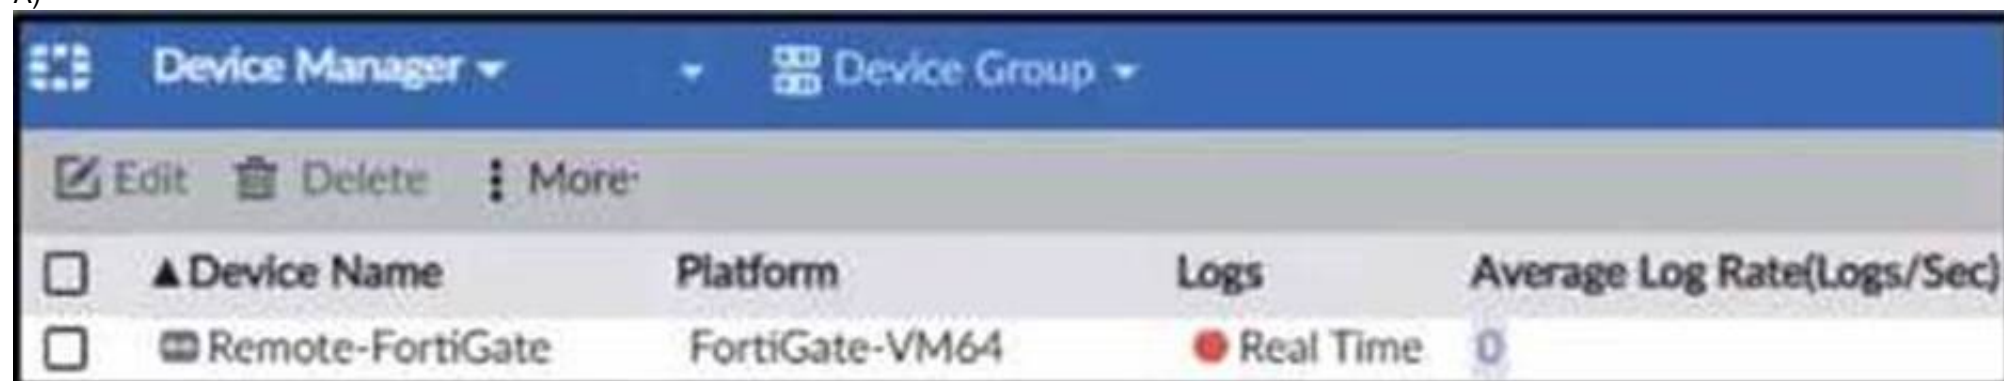 Device Manager Device Group
Edit Delete More
Device Name Platform Logs Average Log Rate(Logs/Sec)
Remote-FortiGate FortiGate-VM64 Real Time 0